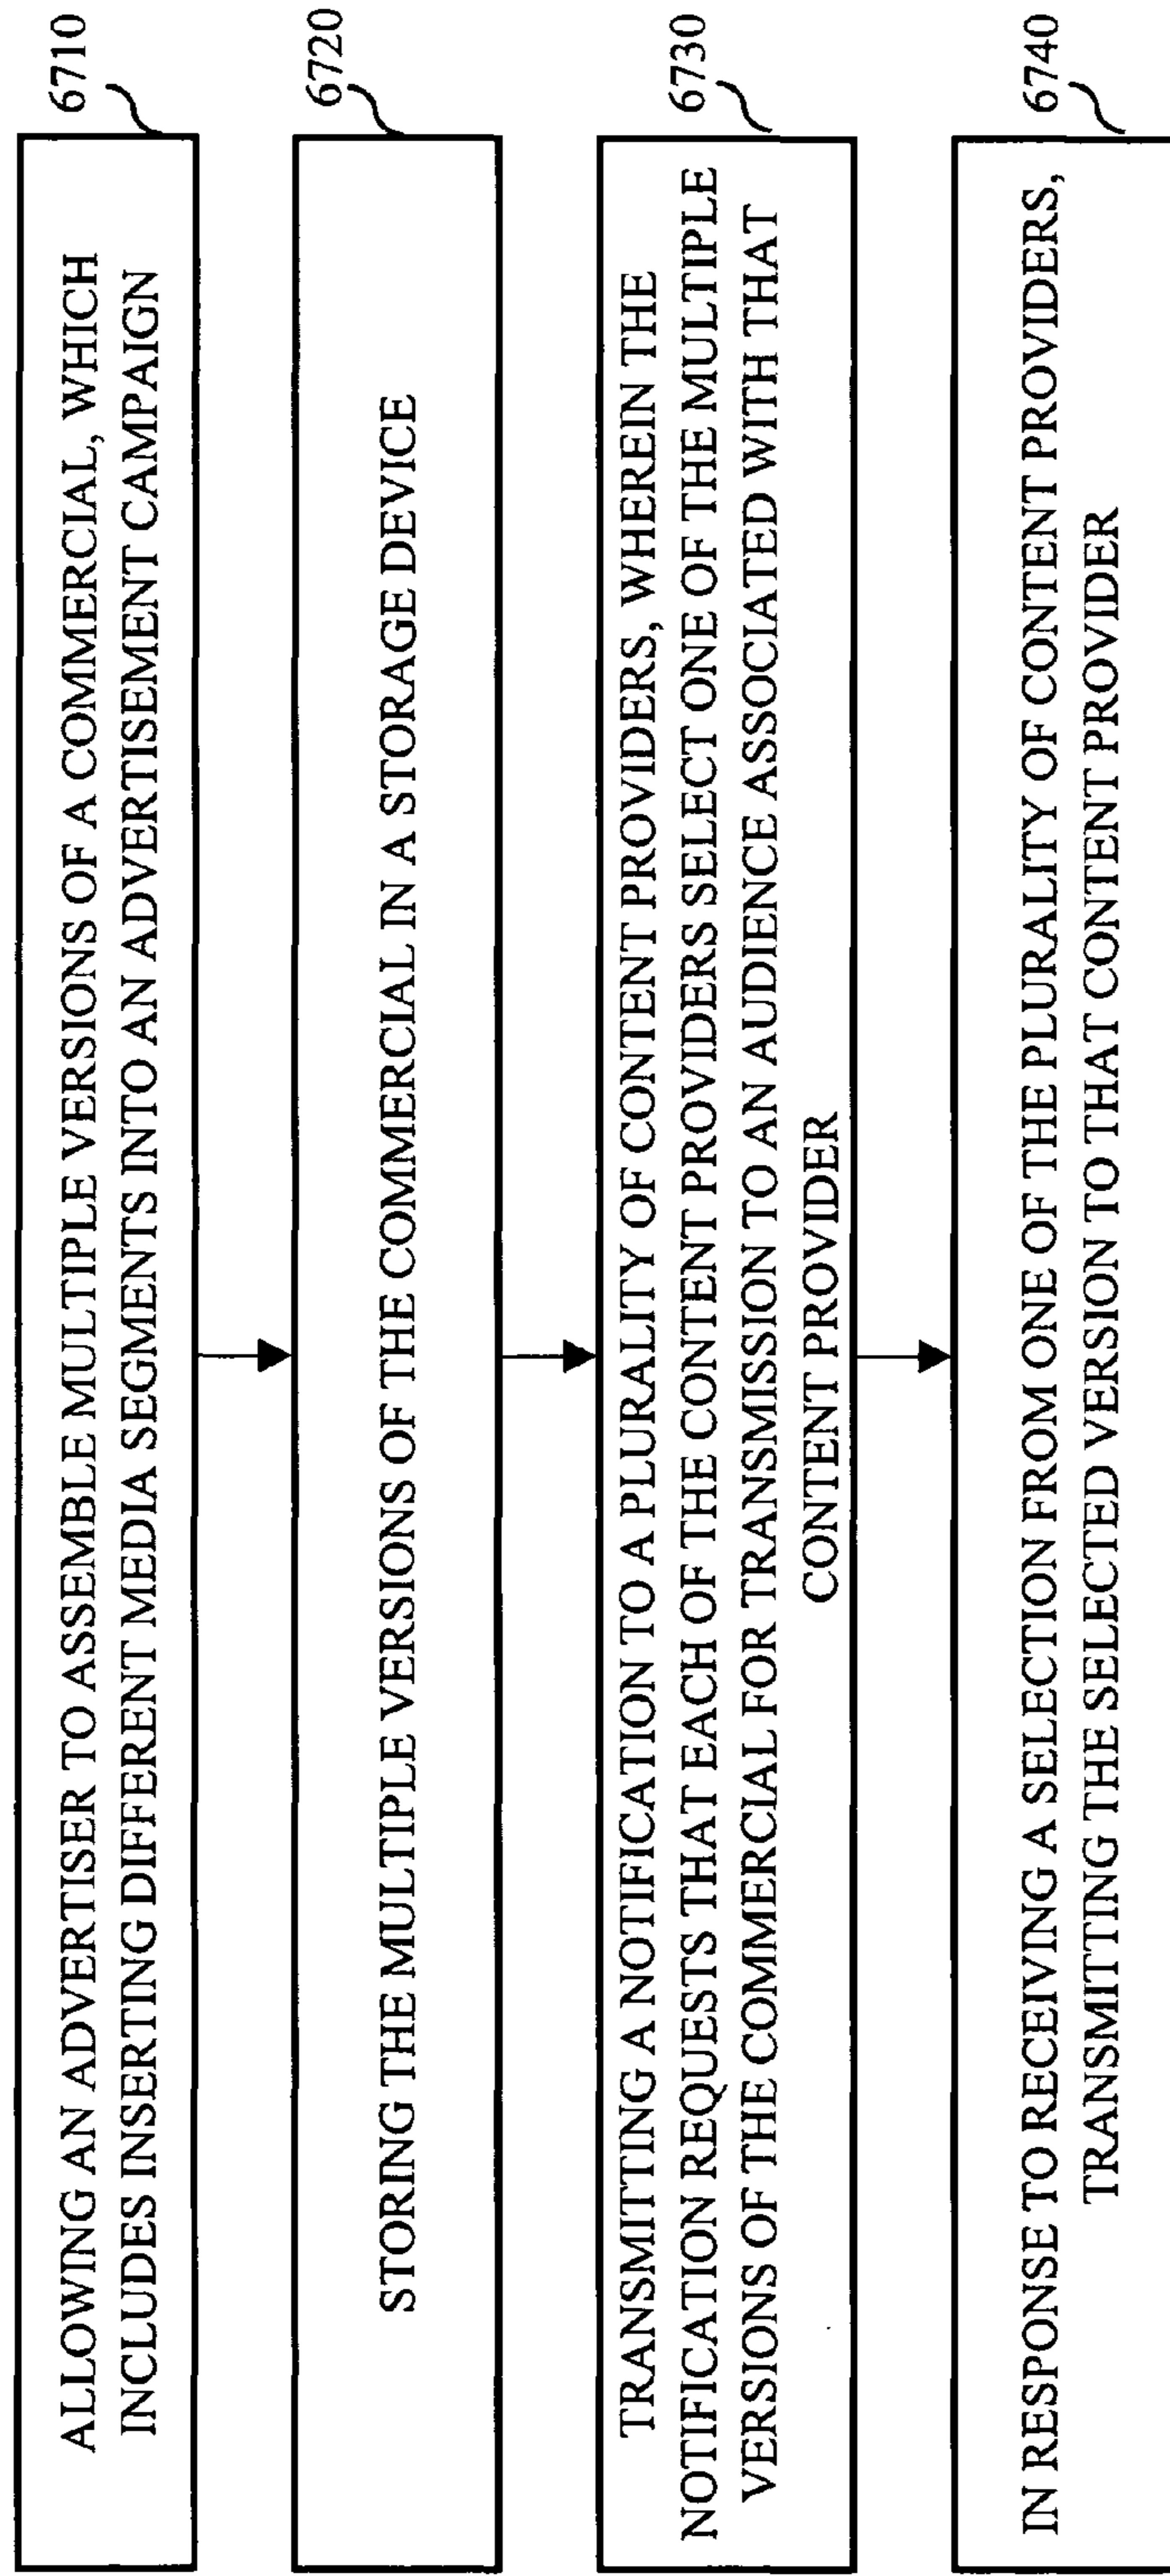 6710
ALLOWING AN ADVERTISER TO ASSEMBLE MULTIPLE VERSIONS OF A COMMERCIAL, WHICH
INCLUDES INSERTING DIFFERENT MEDIA SEGMENTS INTO AN ADVERTISEMENT CAMPAIGN
6720
STORING THE MULTIPLE VERSIONS OF THE COMMERCIAL IN A STORAGE DEVICE
6730
TRANSMITTING A NOTIFICATION TO A PLURALITY OF CONTENT PROVIDERS, WHEREIN THE
NOTIFICATION REQUESTS THAT EACH OF THE CONTENT PROVIDERS SELECT ONE OF THE MULTIPLE
VERSIONS OF THE COMMERCIAL FOR TRANSMISSION TO AN AUDIENCE ASSOCIATED WITH THAT
CONTENT PROVIDER
6740
IN RESPONSE TO RECEIVING A SELECTION FROM ONE OF THE PLURALITY OF CONTENT PROVIDERS,
TRANSMITTING THE SELECTED VERSION TO THAT CONTENT PROVIDER